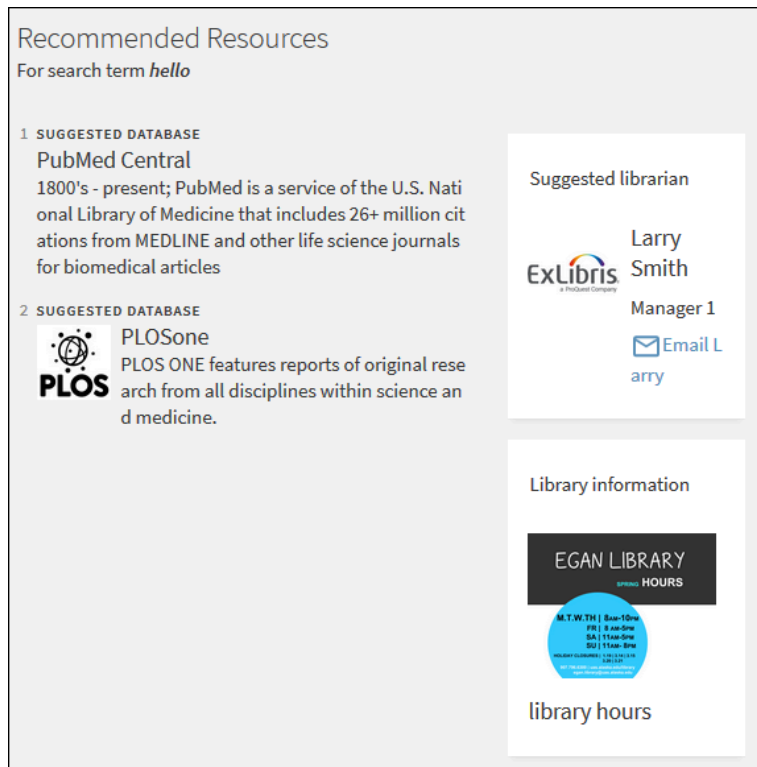 Recommended Resources
For search term hello
1 SUGGESTED DATABASE
PubMed Central
1800's - present; PubMed is a service of the U.S. Nati
onal Library of Medicine that includes 26+ million cit
ations from MEDLINE and other life science journals
for biomedical articles
2 SUGGESTED DATABASE
PLOS
PLOSone
PLOS ONE features reports of original rese
arch from all disciplines within science an
d medicine.
Suggested librarian
ExLibris
a ProQuest Company
Larry
Smith
Manager 1
Email L
arry
Library information
EGAN LIBRARY
SPRING HOURS
M.T.W.TH | 8AM-10PM
FR | 8 AM-5PM
SA | 11AM-5PM
SU | 11AM- 8PM
HOLIDAY CLOSURES |
library hours